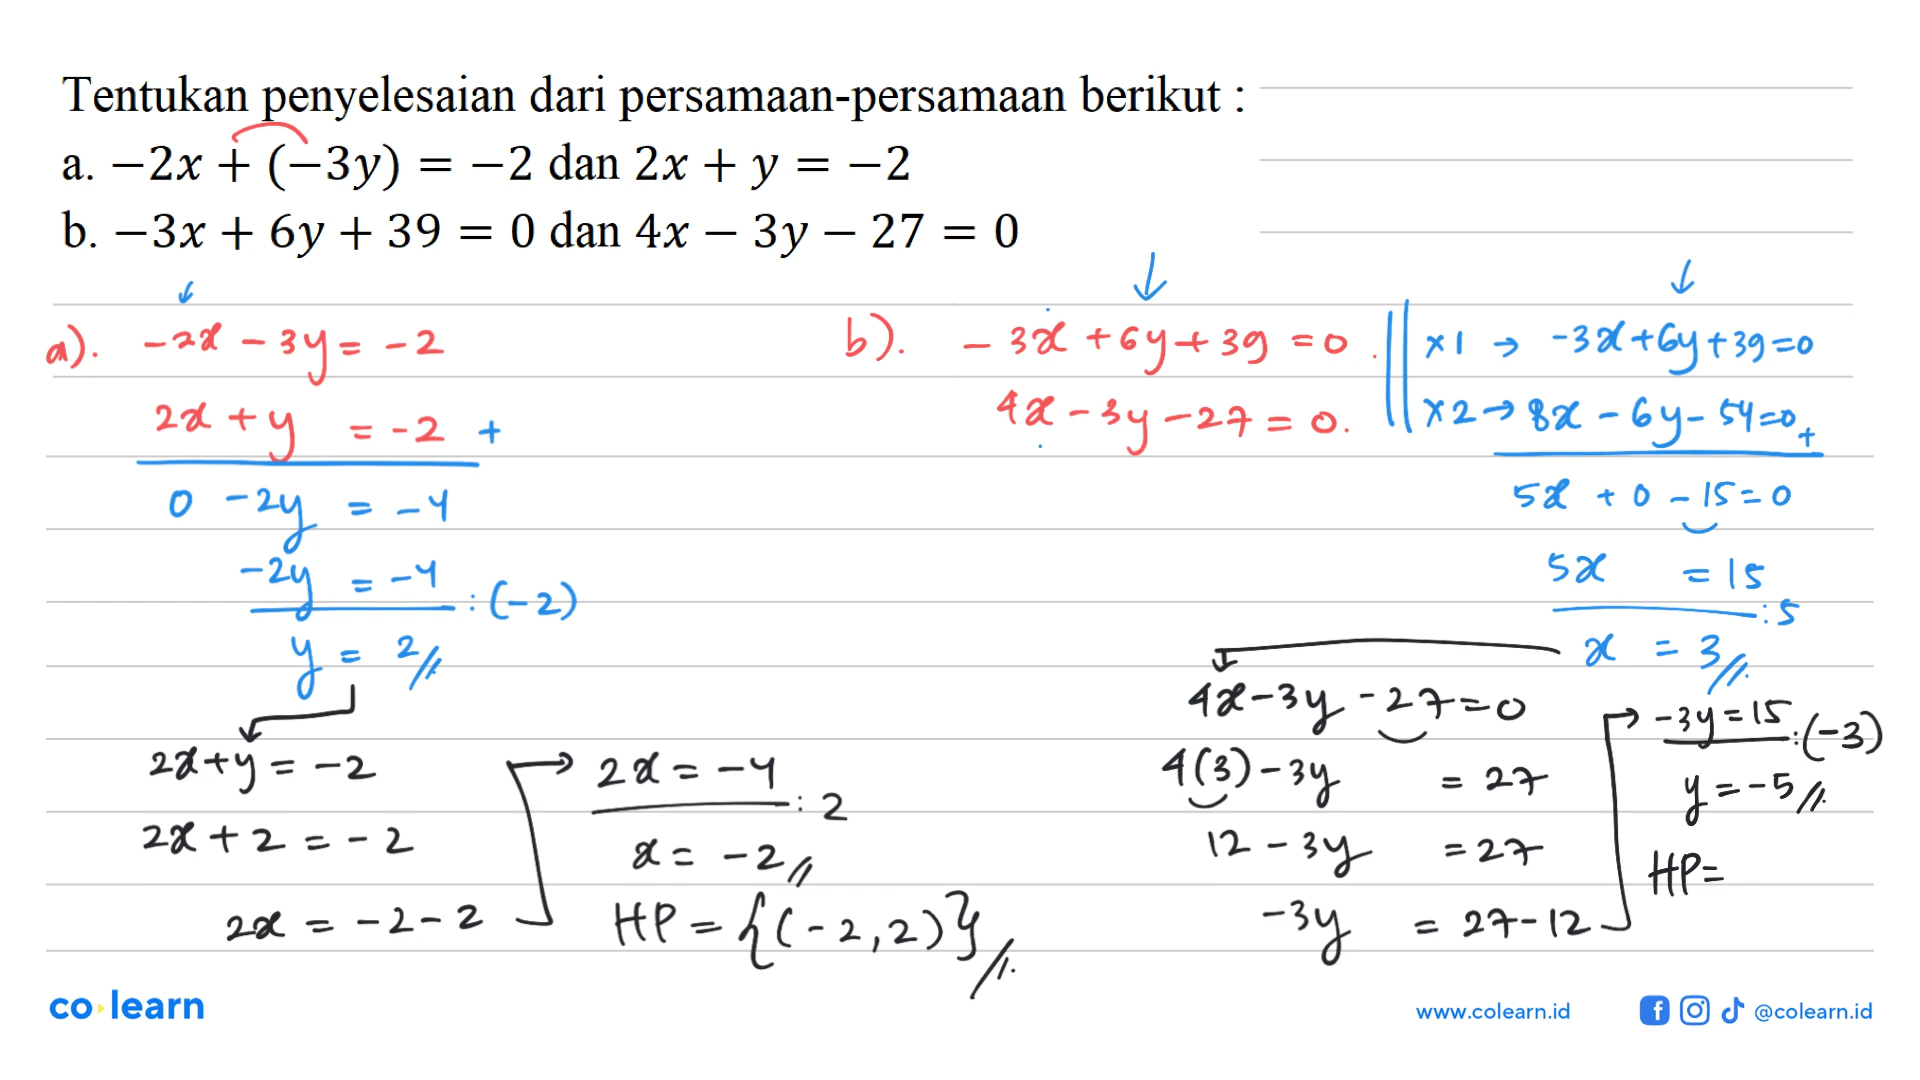 Tentukan penyelesaian dari persamaan-persamaan berikut :
a. −2x + (−3y) = −2 dan 2x + y = −2
b. −3x + 6y + 39 = 0 dan 4x − 3y − 27 = 0
a). -2x - 3y = -2
2x + y = -2 +
0 -2y = -4
-2y = -4 : (-2)
y = 2
2x+y = -2
2x + 2 = -2
2x = -2-2
2x = -4 : 2
x = -2
HP = {(-2,2)}
b). -3x + 6y + 39 = 0
4x - 3y - 27 = 0.
×1 → -3x+6y+39=0
×2 → 8x - 6y - 54=0 +
5x + 0 - 15 = 0
5x = 15 : 5
x = 3
4x - 3y - 27 = 0
4(3) - 3y = 27
12 - 3y = 27
-3y = 27-12
-3y = 15 : (-3)
y = -5
HP=
co learn
www.colearn.id
@colearn.id